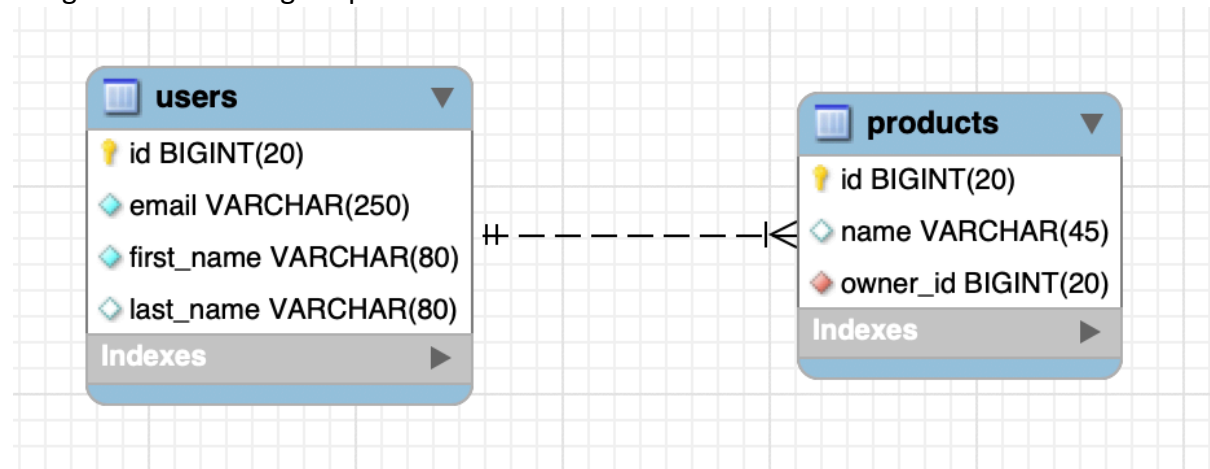 users
id BIGINT(20)
email VARCHAR(250)
first_name VARCHAR(80)
last_name VARCHAR(80)
Indexes
products
id BIGINT(20)
name VARCHAR(45)
owner_id BIGINT(20)
Indexes